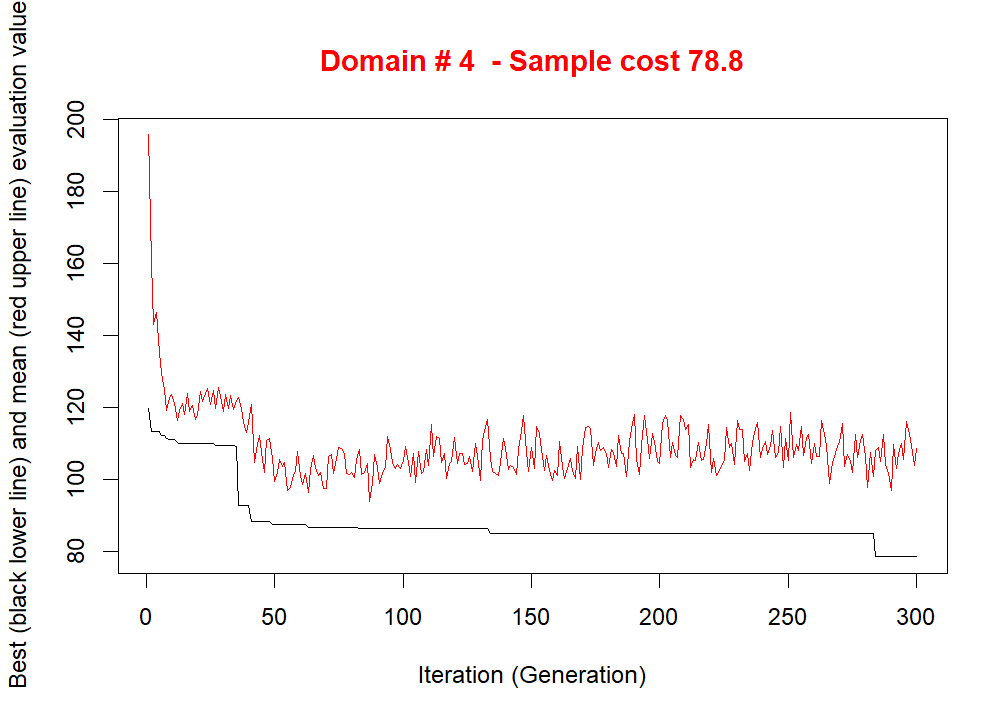 Domain # 4  - Sample cost 78.8
Best (black lower line) and mean (red upper line) evaluation value
200
180
160
140
120
100
80
0 50 100 150 200 250 300
Iteration (Generation)